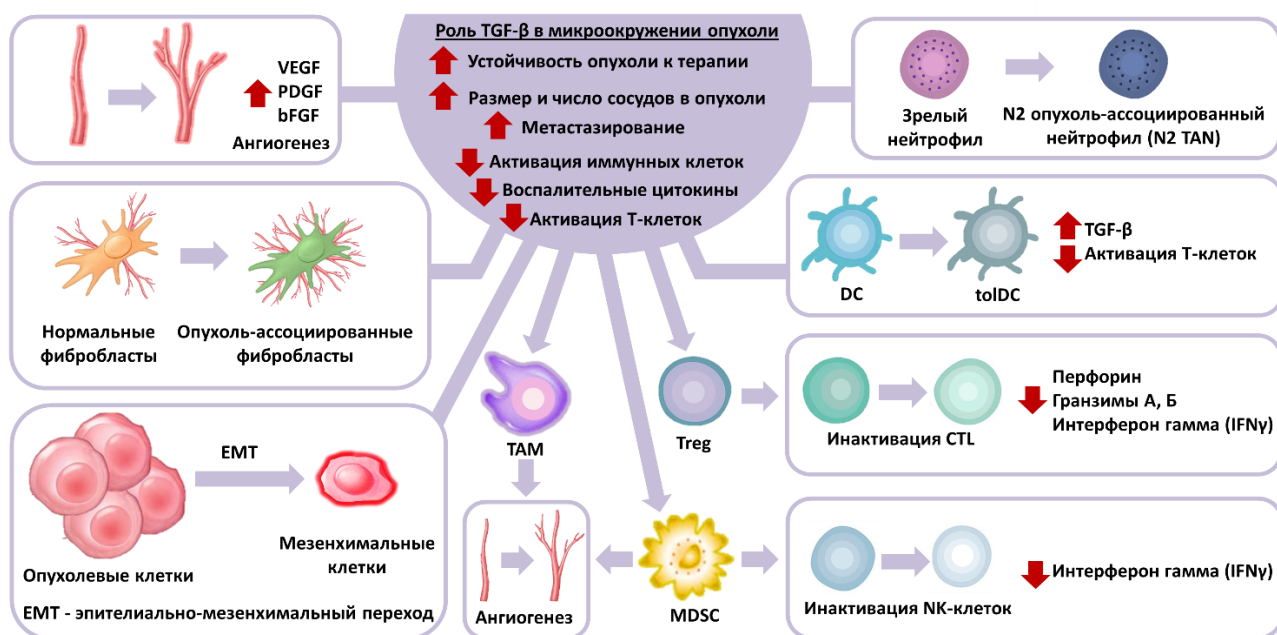 Роль TGF-β в микроокружении опухоли
Устойчивость опухоли к терапии
Размер и число сосудов в опухоли
Метастазирование
Активация иммунных клеток
Воспалительные цитокины
Активация Т-клеток
VEGF
PDGF
bFGF
Ангиогенез
Зрелый
нейтрофил
N2 опухоль-ассоциированный
нейтрофил (N2 TAN)
Нормальные
фибробласты
Опухоль-ассоциированные
фибробласты
DC
tolDC
TGF-β
Активация Т-клеток
TAM
Treg
Инактивация CTL
Перфорин
Гранзимы А, Б
Интерферон гамма (IFNγ)
EMT
Опухолевые клетки
Мезенхимальные
клетки
EMT - эпителиально-мезенхимальный переход
Ангиогенез
MDSC
Инактивация NK-клеток
Интерферон гамма (IFNγ)